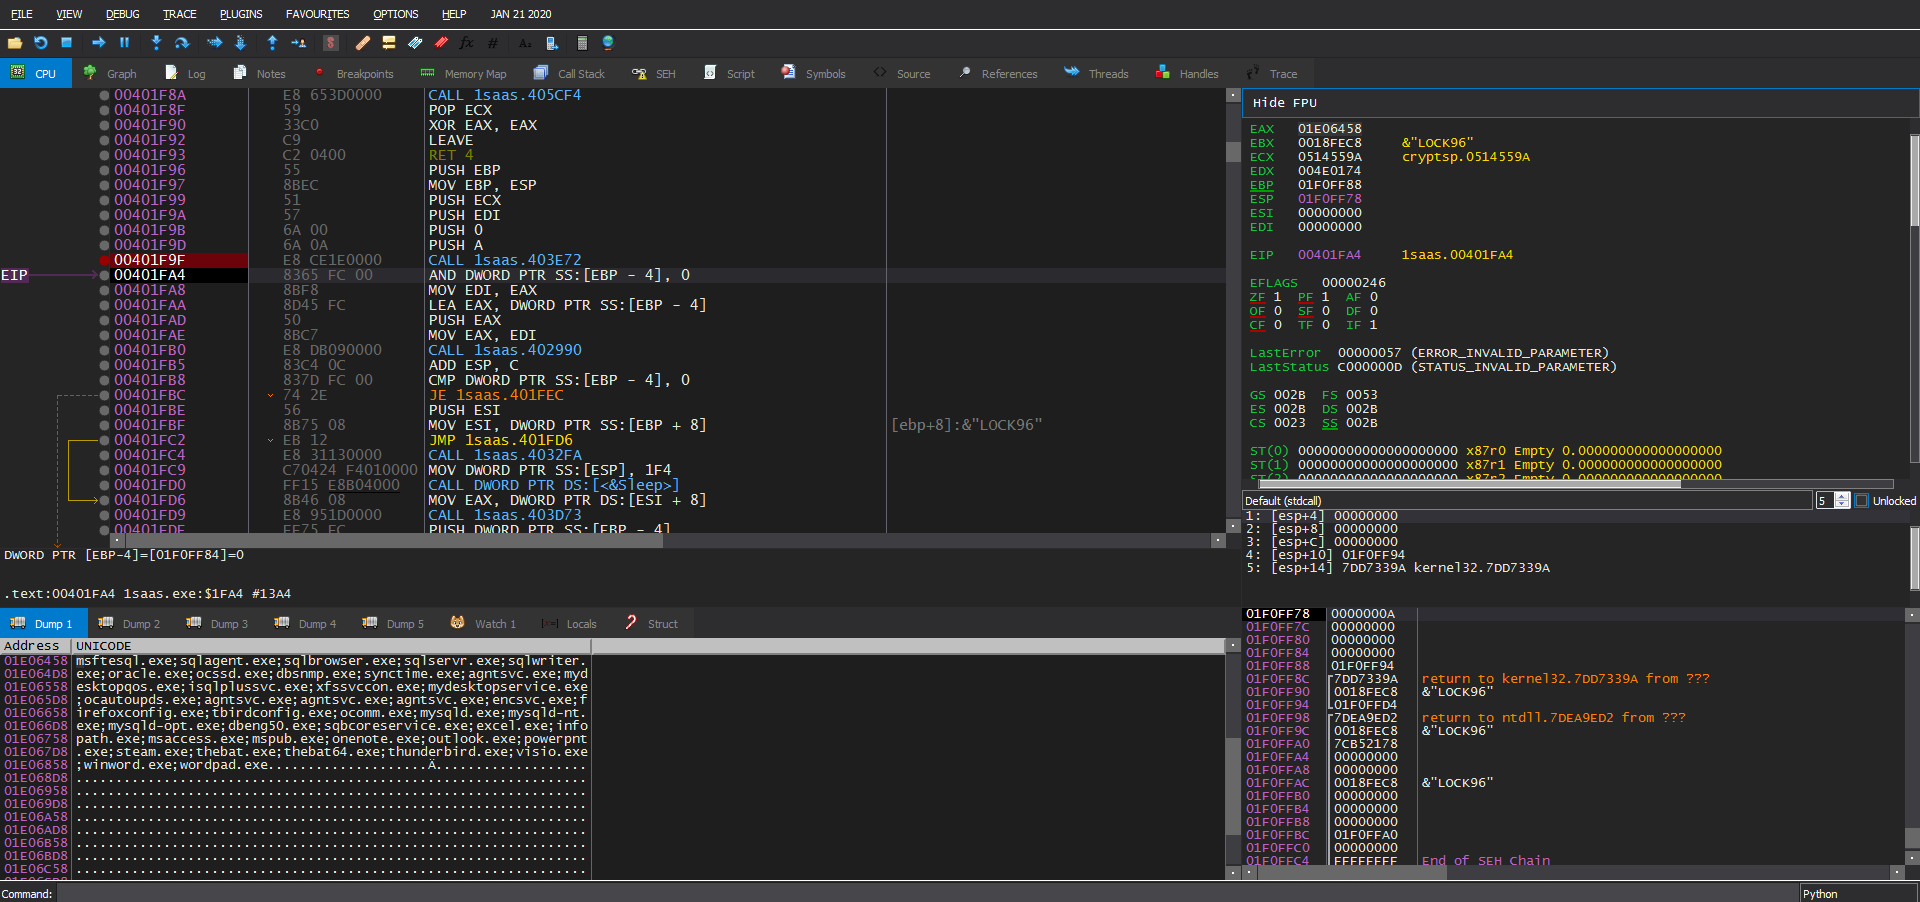 FILE VIEW DEBUG TRACE PLUGINS FAVOURITES OPTIONS HELP JAN 21 2020
CPU Graph Log Notes Breakpoints Memory Map Call Stack SEH Script Symbols Source References Threads Handles Trace
00401F8A E8 653D0000 CALL 1saas.405CF4
00401F8F 59 POP ECX
00401F90 33C0 XOR EAX, EAX
00401F92 C9 LEAVE
00401F93 C2 0400 RET 4
00401F96 55 PUSH EBP
00401F97 8BEC MOV EBP, ESP
00401F99 51 PUSH ECX
00401F9A 57 PUSH EDI
00401F9B 6A 00 PUSH 0
00401F9D 6A 0A PUSH A
00401F9F E8 CE1E0000 CALL 1saas.403E72
EIP 00401FA4 8365 FC 00 AND DWORD PTR SS:[EBP - 4], 0
00401FA8 8BF8 MOV EDI, EAX
00401FAA 8D45 FC LEA EAX, DWORD PTR SS:[EBP - 4]
00401FAD 50 PUSH EAX
00401FAE 8BC7 MOV EAX, EDI
00401FB0 E8 DB090000 CALL 1saas.402990
00401FB5 83C4 0C ADD ESP, C
00401FB8 837D FC 00 CMP DWORD PTR SS:[EBP - 4], 0
00401FBC 74 2E JE 1saas.401FEC
00401FBE 56 PUSH ESI
00401FBF 8B75 08 MOV ESI, DWORD PTR SS:[EBP + 8] [ebp+8]:&"LOCK96"
00401FC2 EB 12 JMP 1saas.401FD6
00401FC4 E8 31130000 CALL 1saas.4032FA
00401FC9 C70424 F4010000 MOV DWORD PTR SS:[ESP], 1F4
00401FD0 FF15 E8B04000 CALL DWORD PTR DS:[<&Sleep>]
00401FD6 8B46 08 MOV EAX, DWORD PTR DS:[ESI + 8]
00401FD9 E8 951D0000 CALL 1saas.403D73
00401FDE FF75 FC PUSH DWORD PTR SS:[EBP - 4]
DWORD PTR [EBP-4]=[01F0FF84]=0
.text:00401FA4 1saas.exe:$1FA4 #13A4
Hide FPU
EAX 01E06458
EBX 0018FEC8 &"LOCK96"
ECX 0514559A cryptsp.0514559A
EDX 004E0174
EBP 01F0FF88
ESP 01F0FF78
ESI 00000000
EDI 00000000
EIP 00401FA4 1saas.00401FA4
EFLAGS 00000246
ZF 1 PF 1 AF 0
OF 0 SF 0 DF 0
CF 0 TF 0 IF 1
LastError 00000057 (ERROR_INVALID_PARAMETER)
LastStatus C000000D (STATUS_INVALID_PARAMETER)
GS 002B FS 0053
ES 002B DS 002B
CS 0023 SS 002B
ST(0) 00000000000000000000 x87r0 Empty 0.000000000000000000
ST(1) 00000000000000000000 x87r1 Empty 0.000000000000000000
ST(2) 00000000000000000000 x87r2 Empty 0.000000000000000000
Default (stdcall) 5 Unlocked
1: [esp+4] 00000000
2: [esp+8] 00000000
3: [esp+C] 00000000
4: [esp+10] 01F0FF94
5: [esp+14] 7DD7339A kernel32.7DD7339A
Dump 1 Dump 2 Dump 3 Dump 4 Dump 5 Watch 1 [x=] Locals Struct
Address UNICODE
01E06458 msftesql.exe;sqlagent.exe;sqlbrowser.exe;sqlservr.exe;sqlwriter.
01E064D8 exe;oracle.exe;ocssd.exe;dbsnmp.exe;synctime.exe;agntsvc.exe;myd
01E06558 esktopqos.exe;isqlplussvc.exe;xfssvccon.exe;mydesktopservice.exe
01E065D8 ;ocautoupds.exe;agntsvc.exe;agntsvc.exe;agntsvc.exe;encsvc.exe;f
01E06658 irefoxconfig.exe;tbirdconfig.exe;ocomm.exe;mysqld.exe;mysqld-nt.
01E066D8 exe;mysqld-opt.exe;dbeng50.exe;sqbcoreservice.exe;excel.exe;info
01E06758 path.exe;msaccess.exe;mspub.exe;onenote.exe;outlook.exe;powerpnt
01E067D8 .exe;steam.exe;thebat.exe;thebat64.exe;thunderbird.exe;visio.exe
01E06858 ;winword.exe;wordpad.exe....................Ä...................
01E068D8 ................................................................
01E06958 ................................................................
01E069D8 ................................................................
01E06A58 ................................................................
01E06AD8 ................................................................
01E06B58 ................................................................
01E06BD8 ................................................................
01E06C58 ................................................................
01F0FF78 0000000A
01F0FF7C 00000000
01F0FF80 00000000
01F0FF84 00000000
01F0FF88 01F0FF94
01F0FF8C 7DD7339A return to kernel32.7DD7339A from ???
01F0FF90 0018FEC8 &"LOCK96"
01F0FF94 01F0FFD4
01F0FF98 7DEA9ED2 return to ntdll.7DEA9ED2 from ???
01F0FF9C 0018FEC8 &"LOCK96"
01F0FFA0 7CB52178
01F0FFA4 00000000
01F0FFA8 00000000
01F0FFAC 0018FEC8 &"LOCK96"
01F0FFB0 00000000
01F0FFB4 00000000
01F0FFB8 00000000
01F0FFBC 01F0FFA0
01F0FFC0 00000000
01F0FFC4 FFFFFFFF End of SEH Chain
Command: Python